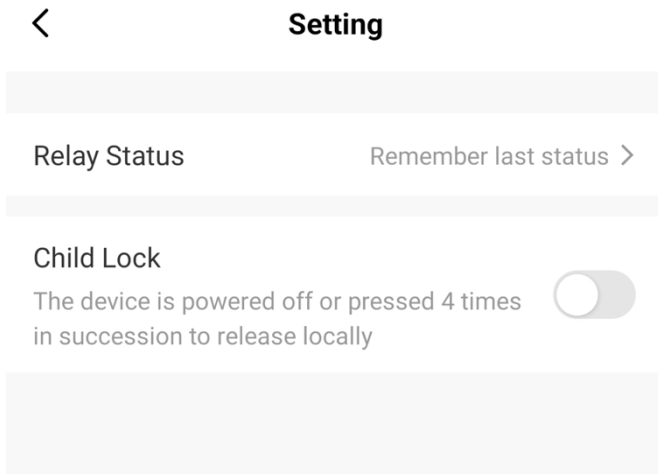 Setting
Relay Status
Remember last status
Child Lock
The device is powered off or pressed 4 times
in succession to release locally